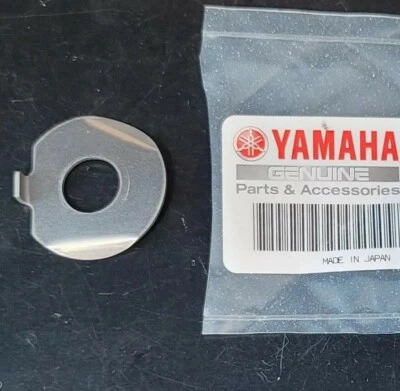 YAMAHA
GENUINE
Parts & Accessories
MADE IN JAPAN